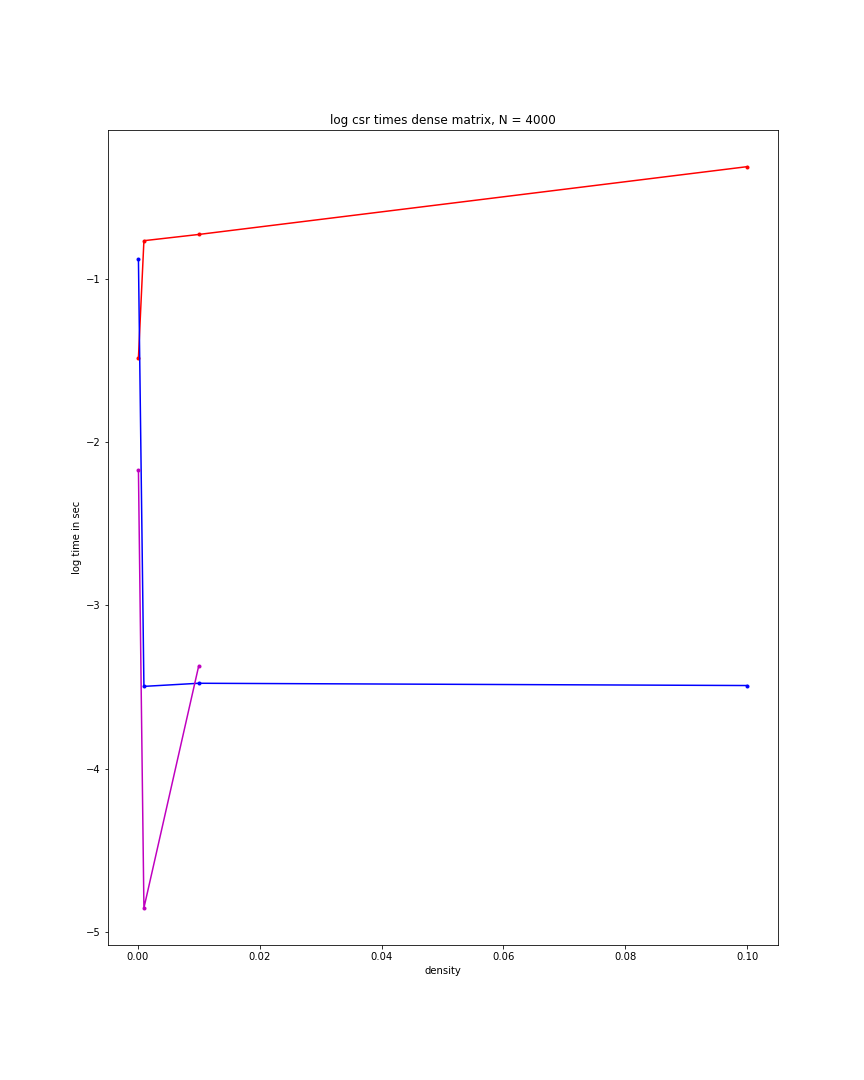 log csr times dense matrix, N = 4000
log time in sec
−1
−2
−3
−4
−5
0.00 0.02 0.04 0.06 0.08 0.10
density